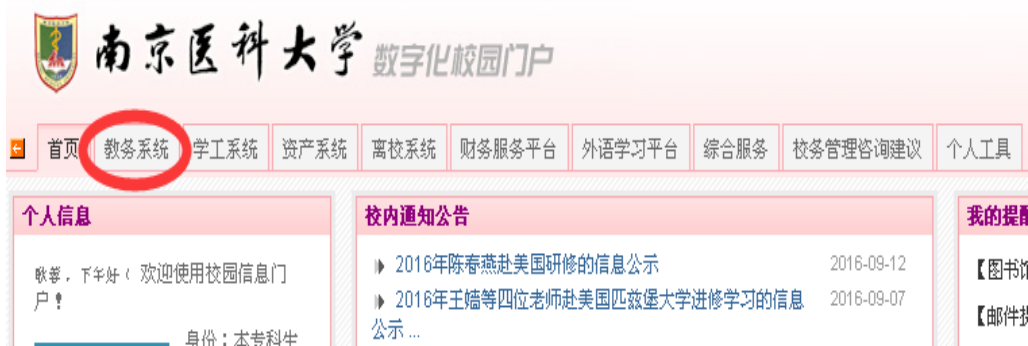 南京医科大学 数字化校园门户
首页 教务系统 学工系统 资产系统 离校系统 财务服务平台 外语学习平台 综合服务 校务管理咨询建议 个人工具
个人信息
下午好！欢迎使用校园信息门
户！
身份：本专科生
校内通知公告
2016年陈春燕赴美国研修的信息公示 2016-09-12
2016年王嫱等四位老师赴美国匹兹堡大学进修学习的信息 2016-09-07
公示 ...
我的提醒
【图书馆
【邮件提